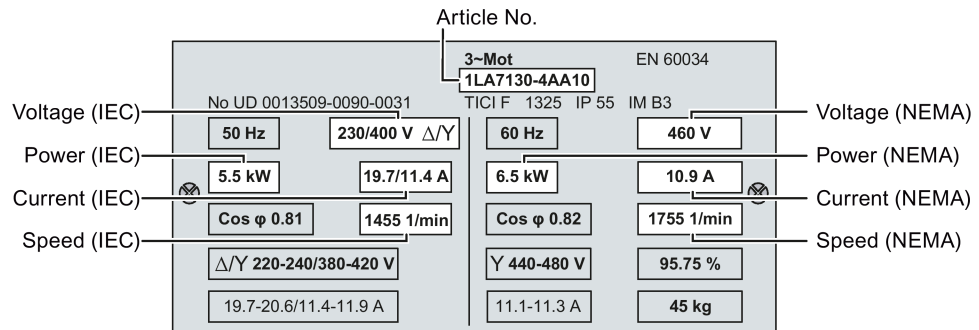 Article No.
3~Mot EN 60034
1LA7130-4AA10
No UD 0013509-0090-0031 TICI F 1325 IP 55 IM B3
Voltage (IEC) 50 Hz 230/400 V Δ/Y 60 Hz 460 V Voltage (NEMA)
Power (IEC) 5.5 kW 19.7/11.4 A 6.5 kW 10.9 A Power (NEMA)
Current (IEC) Current (NEMA)
Cos φ 0.81 1455 1/min Cos φ 0.82 1755 1/min
Speed (IEC) Speed (NEMA)
Δ/Y 220-240/380-420 V Y 440-480 V 95.75 %
19.7-20.6/11.4-11.9 A 11.1-11.3 A 45 kg